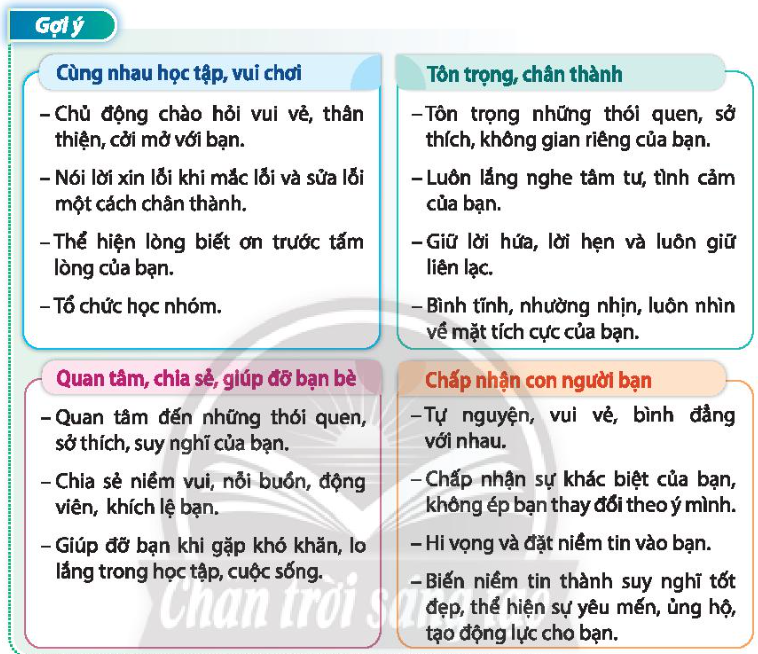 Gợi ý
Cùng nhau học tập, vui chơi
– Chủ động chào hỏi vui vẻ, thân
thiện, cởi mở với bạn.
– Nói lời xin lỗi khi mắc lỗi và sửa lỗi
một cách chân thành.
– Thể hiện lòng biết ơn trước tấm
lòng của bạn.
– Tổ chức học nhóm.
Tôn trọng, chân thành
– Tôn trọng những thói quen, sở
thích, không gian riêng của bạn.
– Luôn lắng nghe tâm tư, tình cảm
của bạn.
– Giữ lời hứa, lời hẹn và luôn giữ
liên lạc.
– Bình tĩnh, nhường nhịn, luôn nhìn
về mặt tích cực của bạn.
Quan tâm, chia sẻ, giúp đỡ bạn bè
– Quan tâm đến những thói quen,
sở thích, suy nghĩ của bạn.
– Chia sẻ niềm vui, nỗi buồn, động
viên, khích lệ bạn.
– Giúp đỡ bạn khi gặp khó khăn, lo
lắng trong học tập, cuộc sống.
Chấp nhận con người bạn
– Tự nguyện, vui vẻ, bình đẳng
với nhau.
– Chấp nhận sự khác biệt của bạn,
không ép bạn thay đổi theo ý mình.
– Hi vọng và đặt niềm tin vào bạn.
– Biến niềm tin thành suy nghĩ tốt
đẹp, thể hiện sự yêu mến, ủng hộ,
tạo động lực cho bạn.
Chân trời sáng tạo